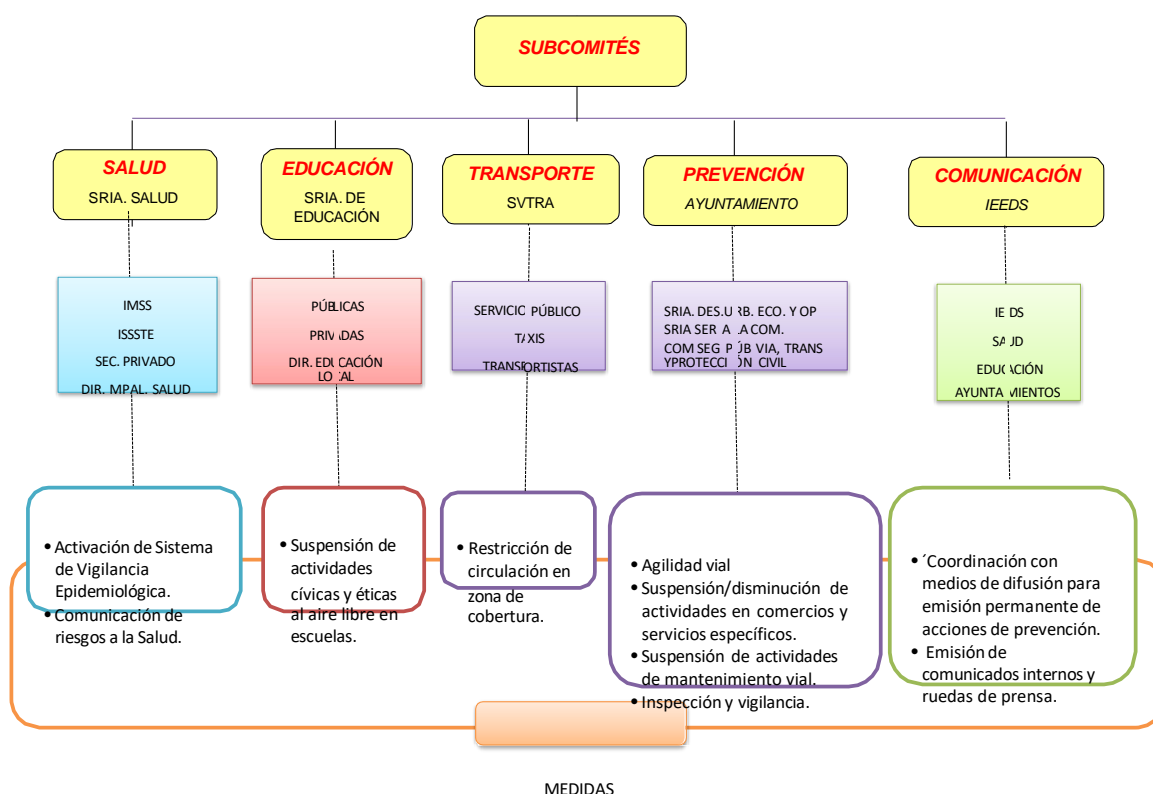 SUBCOMITÉS
SALUD
SRIA. SALUD
EDUCACIÓN
SRIA. DE
EDUCACIÓN
TRANSPORTE
SVTRA
PREVENCIÓN
AYUNTAMIENTO
COMUNICACIÓN
IEEDS
IMSS
ISSSTE
SEC. PRIVADO
DIR. MPAL. SALUD
PÚBLICAS
PRIVADAS
DIR. EDUCACIÓN
LOCAL
SERVICIO PÚBLICO
TAXIS
TRANSPORTISTAS
SRIA. DES.URB. ECO. Y OP
SRIA SER A LA COM.
COM SEG PÚB VIA, TRANS
YPROTECCIÓN CIVIL
IEEDS
SALUD
EDUCACIÓN
AYUNTAMIENTOS
• Activación de Sistema
de Vigilancia
Epidemiológica.
• Comunicación de
riesgos a la Salud.
• Suspensión de
actividades
cívicas y éticas
al aire libre en
escuelas.
• Restricción de
circulación en
zona de
cobertura.
• Agilidad vial
• Suspensión/disminución de
actividades en comercios y
servicios específicos.
• Suspensión de actividades
de mantenimiento vial.
• Inspección y vigilancia.
• ´Coordinación con
medios de difusión para
emisión permanente de
acciones de prevención.
• Emisión de
comunicados internos y
ruedas de prensa.
MEDIDAS